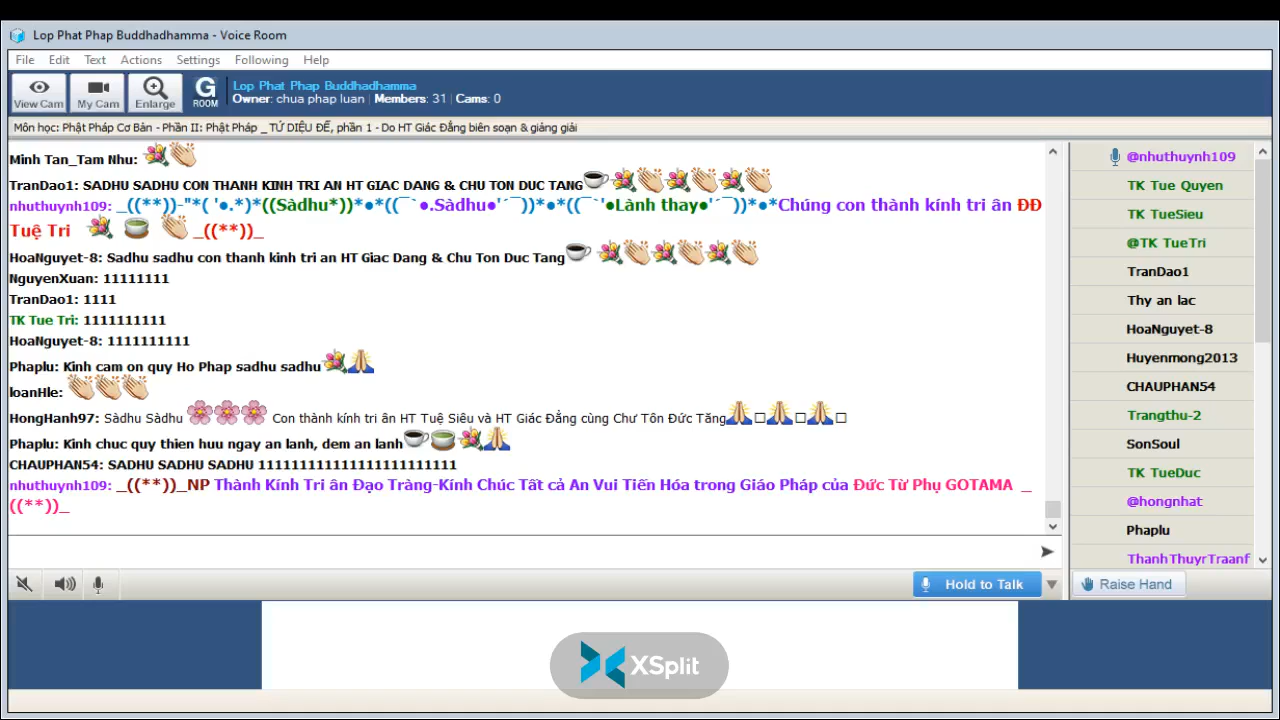 Lop Phat Phap Buddhadhamma - Voice Room
File Edit Text Actions Settings Following Help
View Cam My Cam Enlarge G ROOM
Lop Phat Phap Buddhadhamma
Owner: chua phap luan | Members: 31 | Cams: 0
Môn học: Phật Pháp Cơ Bản - Phần II: Phật Pháp _ TỨ DIỆU ĐẾ, phần 1 - Do HT Giác Đẳng biên soạn & giảng giải
Minh Tan_Tam Nhu: 💐👏
TranDao1: SADHU SADHU CON THANH KINH TRI AN HT GIAC DANG & CHU TON DUC TANG☕💐👏💐👏💐👏
nhuthuynh109: _((**))-"*( '●.*)*((Sàdhu*))*●*((¯`●.Sàdhu●'´¯))*●*((¯`'●Lành thay●'´¯))*●*Chúng con thành kính tri ân ĐĐ
Tuệ Trí 💐 🍵 👏 _((**))_
HoaNguyet-8: Sadhu sadhu con thanh kinh tri an HT Giac Dang & Chu Ton Duc Tang☕ 💐👏💐👏💐👏
NguyenXuan: 11111111
TranDao1: 1111
TK Tue Tri: 1111111111
HoaNguyet-8: 1111111111
Phaplu: Kinh cam on quy Ho Phap sadhu sadhu💐🙏
loanHle: 👏👏👏
HongHanh97: Sàdhu Sàdhu 🌸🌸🌸 Con thành kính tri ân HT Tuệ Siêu và HT Giác Đẳng cùng Chư Tôn Đức Tăng🙏□🙏□🙏□
Phaplu: Kinh chuc quy thien huu ngay an lanh, dem an lanh☕🍵💐🙏
CHAUPHAN54: SADHU SADHU SADHU 1111111111111111111111111
nhuthuynh109: _((**))_NP Thành Kính Tri ân Đạo Tràng-Kính Chúc Tất cả An Vui Tiến Hóa trong Giáo Pháp của Đức Từ Phụ GOTAMA _
((**))_
@nhuthuynh109
TK Tue Quyen
TK TueSieu
@TK TueTri
TranDao1
Thy an lac
HoaNguyet-8
Huyenmong2013
CHAUPHAN54
Trangthu-2
SonSoul
TK TueDuc
@hongnhat
Phaplu
ThanhThuyrTraanf
Hold to Talk
Raise Hand
XSplit